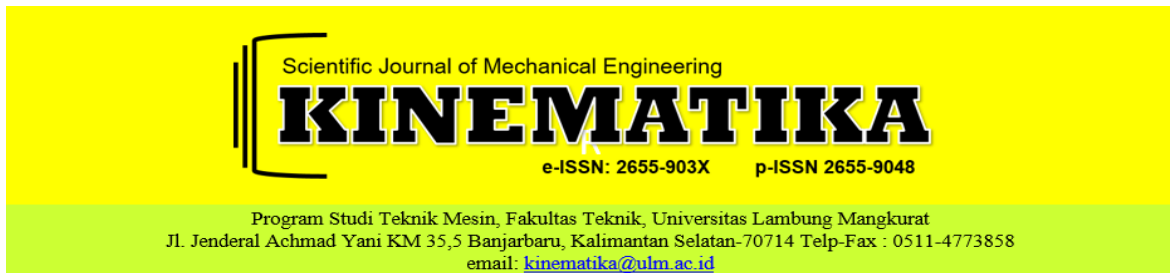 Scientific Journal of Mechanical Engineering
KINEMATIKA
e-ISSN: 2655-903X p-ISSN 2655-9048
Program Studi Teknik Mesin, Fakultas Teknik, Universitas Lambung Mangkurat
Jl. Jenderal Achmad Yani KM 35,5 Banjarbaru, Kalimantan Selatan-70714 Telp-Fax : 0511-4773858
email: kinematika@ulm.ac.id